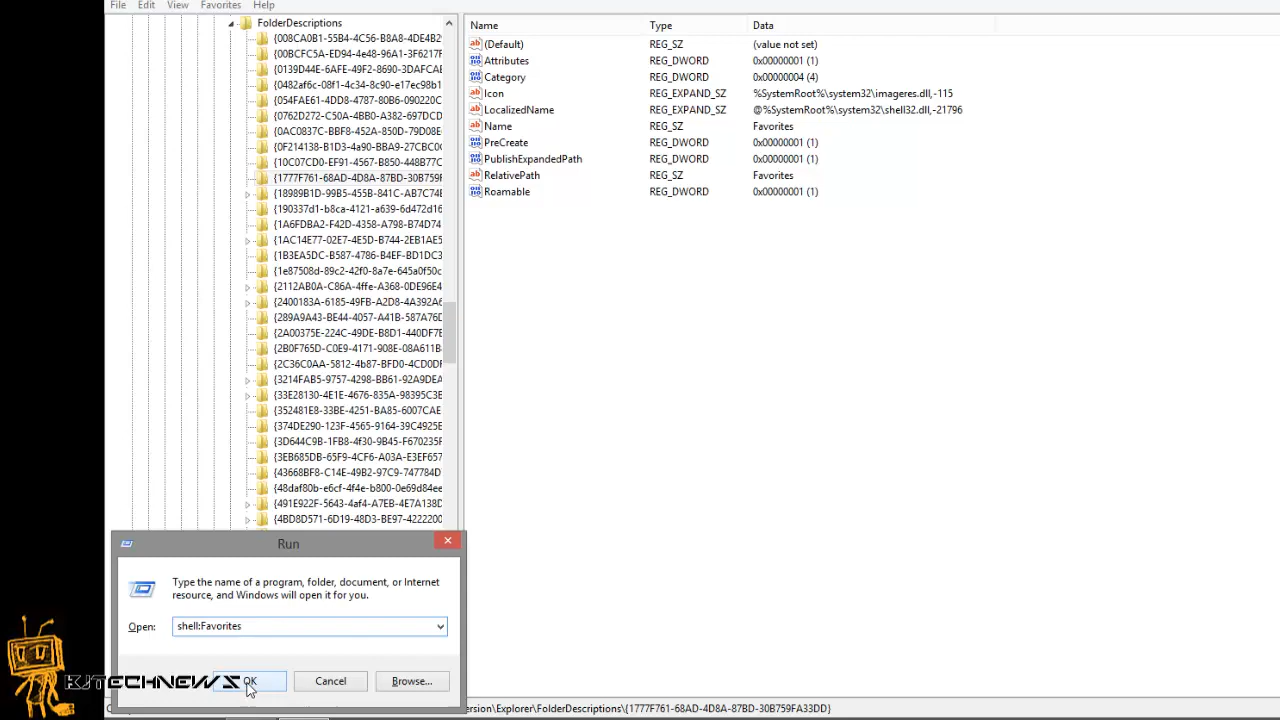 File Edit View Favorites Help
FolderDescriptions
{008CA0B1-55B4-4C56-B8A8-4DE4B2
{00BCFC5A-ED94-4e48-96A1-3F6217F
{0139D44E-6AFE-49F2-8690-3DAFCAE
{0482af6c-08f1-4c34-8c90-e17ec98b1
{054FAE61-4DD8-4787-80B6-090220C
{0762D272-C50A-4BB0-A382-697DCD
{0AC0837C-BBF8-452A-850D-79D08E
{0F214138-B1D3-4a90-BBA9-27CBC0
{10C07CD0-EF91-4567-B850-448B77C
{1777F761-68AD-4D8A-87BD-30B759F
{18989B1D-99B5-455B-841C-AB7C74E
{190337d1-b8ca-4121-a639-6d472d16
{1A6FDBA2-F42D-4358-A798-B74D74
{1AC14E77-02E7-4E5D-B744-2EB1AE5
{1B3EA5DC-B587-4786-B4EF-BD1DC3
{1e87508d-89c2-42f0-8a7e-645a0f50c
{2112AB0A-C86A-4ffe-A368-0DE96E4
{2400183A-6185-49FB-A2D8-4A392A6
{289A9A43-BE44-4057-A41B-587A76D
{2A00375E-224C-49DE-B8D1-440DF7E
{2B0F765D-C0E9-4171-908E-08A611B
{2C36C0AA-5812-4b87-BFD0-4CD0DF
{3214FAB5-9757-4298-BB61-92A9DEA
{33E28130-4E1E-4676-835A-98395C3B
{352481E8-33BE-4251-BA85-6007CAE
{374DE290-123F-4565-9164-39C4925E
{3D644C9B-1FB8-4f30-9B45-F670235F
{3EB685DB-65F9-4CF6-A03A-E3EF657
{43668BF8-C14E-49B2-97C9-747784D
{48daf80b-e6cf-4f4e-b800-0e69d84ee
{491E922F-5643-4af4-A7EB-4E7A138D
{4BD8D571-6D19-48D3-BE97-4222200
Name Type Data
(Default) REG_SZ (value not set)
Attributes REG_DWORD 0x00000001 (1)
Category REG_DWORD 0x00000004 (4)
Icon REG_EXPAND_SZ %SystemRoot%\system32\imageres.dll,-115
LocalizedName REG_EXPAND_SZ @%SystemRoot%\system32\shell32.dll,-21796
Name REG_SZ Favorites
PreCreate REG_DWORD 0x00000001 (1)
PublishExpandedPath REG_DWORD 0x00000001 (1)
RelativePath REG_SZ Favorites
Roamable REG_DWORD 0x00000001 (1)
Run
Type the name of a program, folder, document, or Internet
resource, and Windows will open it for you.
Open: shell:Favorites
OK Cancel Browse...
KJTECHNEWS
rsion\Explorer\FolderDescriptions\{1777F761-68AD-4D8A-87BD-30B759FA33DD}